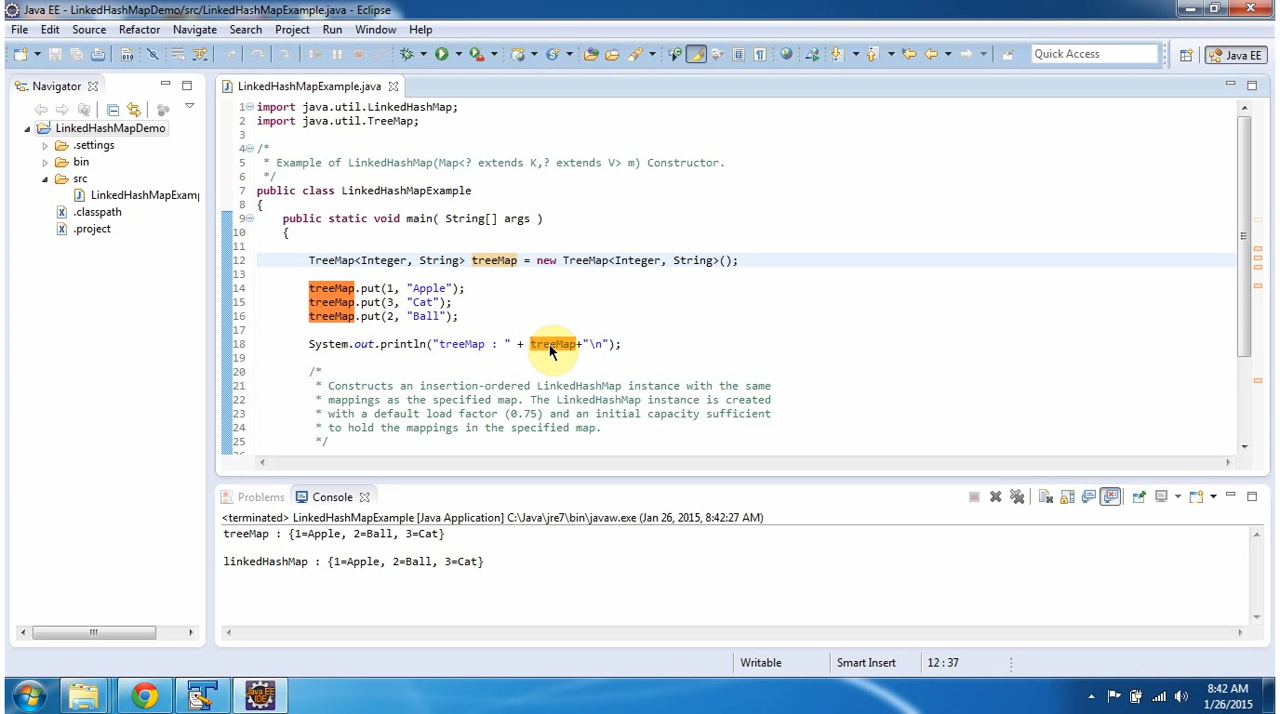 Java EE - LinkedHashMapDemo/src/LinkedHashMapExample.java - Eclipse
File Edit Source Refactor Navigate Search Project Run Window Help
Quick Access Java EE
Navigator
LinkedHashMapDemo
.settings
bin
src
LinkedHashMapExamp
.classpath
.project
LinkedHashMapExample.java
1 import java.util.LinkedHashMap;
2 import java.util.TreeMap;
3
4 /*
5 * Example of LinkedHashMap(Map<? extends K,? extends V> m) Constructor.
6 */
7 public class LinkedHashMapExample
8 {
9 public static void main( String[] args )
10 {
11
12 TreeMap<Integer, String> treeMap = new TreeMap<Integer, String>();
13
14 treeMap.put(1, "Apple");
15 treeMap.put(3, "Cat");
16 treeMap.put(2, "Ball");
17
18 System.out.println("treeMap : " + treeMap+"\n");
19
20 /*
21 * Constructs an insertion-ordered LinkedHashMap instance with the same
22 * mappings as the specified map. The LinkedHashMap instance is created
23 * with a default load factor (0.75) and an initial capacity sufficient
24 * to hold the mappings in the specified map.
25 */
Problems Console
<terminated> LinkedHashMapExample [Java Application] C:\Java\jre7\bin\javaw.exe (Jan 26, 2015, 8:42:27 AM)
treeMap : {1=Apple, 2=Ball, 3=Cat}
linkedHashMap : {1=Apple, 2=Ball, 3=Cat}
Writable Smart Insert 12 : 37
Java EE
IDE
8:42 AM
1/26/2015